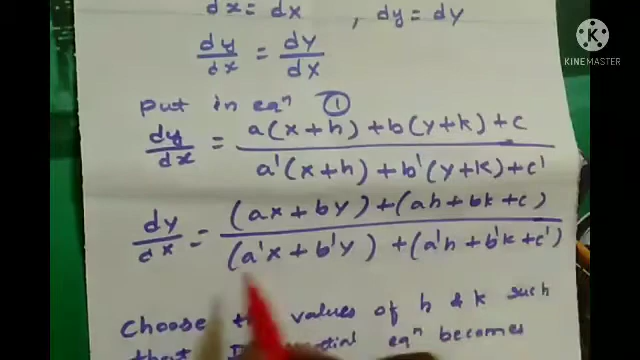 dx = dX , dy = dY
dy/dx = dY/dX
K
KINEMASTER
put in eqⁿ ①
dy/dx = a(x+h)+b(y+k)+c / a'(x+h)+b'(y+k)+c'
dy/dx = (ax+by)+(ah+bk+c) / (a'x+b'y)+(a'h+b'k+c')
Choose values of h & k such
that eqⁿ becomes